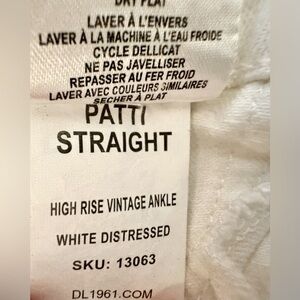 DRY FLAT
LAVER À L'ENVERS
LAVER À LA MACHINE À L'EAU FROIDE
CYCLE DELLICAT
NE PAS JAVELLISER
REPASSER AU FER FROID
LAVER AVEC COULEURS SIMILAIRES
SECHER À PLAT
PATTI
STRAIGHT
HIGH RISE VINTAGE ANKLE
WHITE DISTRESSED
SKU: 13063
DL1961.COM